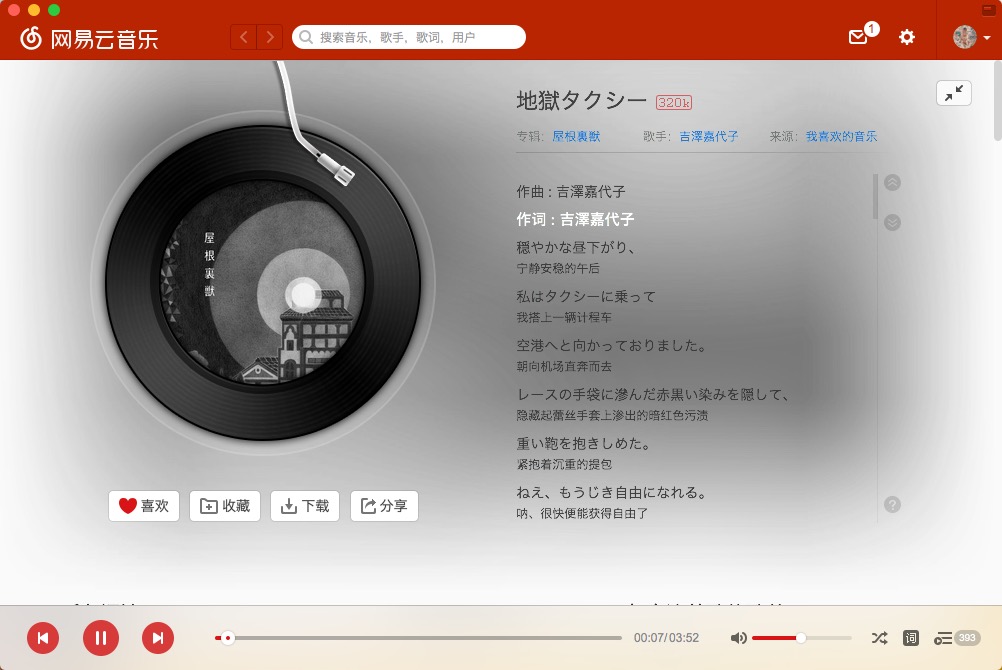 网易云音乐
搜索音乐，歌手，歌词，用户
1
地獄タクシー 320k
专辑： 屋根裏獣 歌手： 吉澤嘉代子 来源： 我喜欢的音乐
屋根裏獣
作曲 : 吉澤嘉代子
作词 : 吉澤嘉代子
穏やかな昼下がり、
宁静安稳的午后
私はタクシーに乗って
我搭上一辆计程车
空港へと向かっておりました。
朝向机场直奔而去
レースの手袋に滲んだ赤黒い染みを隠して、
隐藏起蕾丝手套上渗出的暗红色污渍
重い鞄を抱きしめた。
紧抱着沉重的提包
ねえ、もうじき自由になれる。
呐、很快便能获得自由了
喜欢 收藏 下载 分享
00:07/03:52
词
393